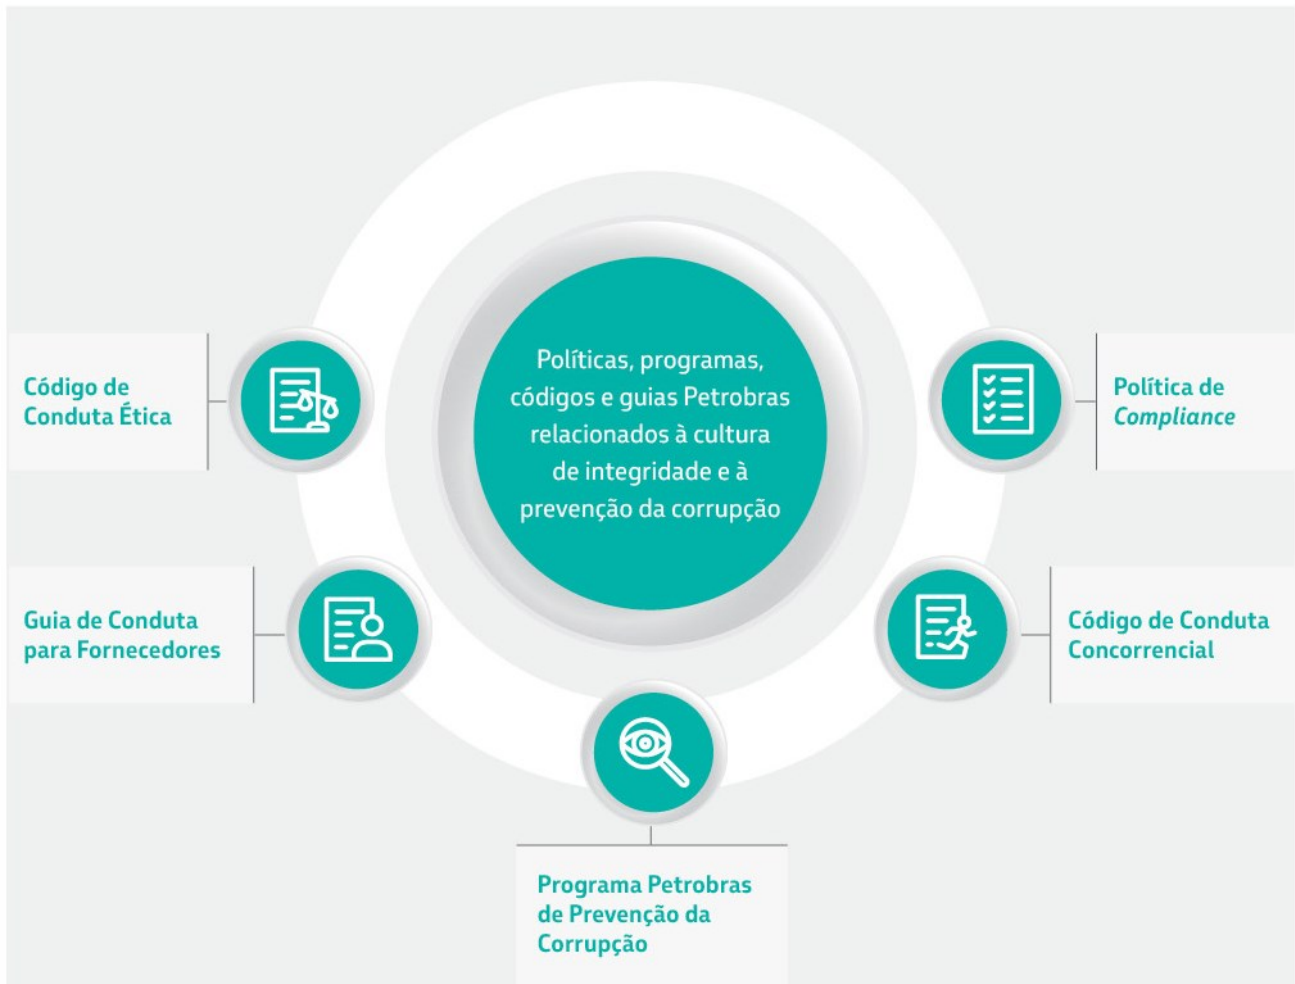 Políticas, programas,
códigos e guias Petrobras
relacionados à cultura
de integridade e à
prevenção da corrupção
Código de
Conduta Ética
Política de
Compliance
Guia de Conduta
para Fornecedores
Código de Conduta
Concorrencial
Programa Petrobras
de Prevenção da
Corrupção